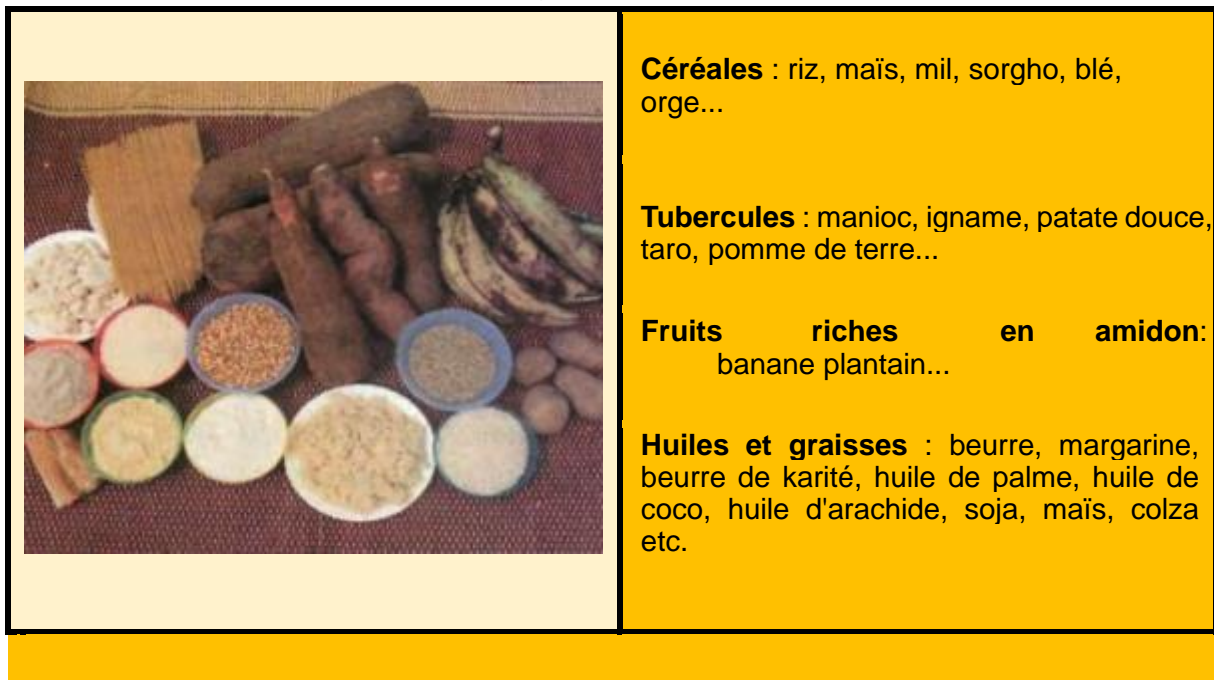 Céréales : riz, maïs, mil, sorgho, blé,
orge...
Tubercules : manioc, igname, patate douce,
taro, pomme de terre...
Fruits riches en amidon:
banane plantain...
Huiles et graisses : beurre, margarine,
beurre de karité, huile de palme, huile de
coco, huile d'arachide, soja, maïs, colza
etc.